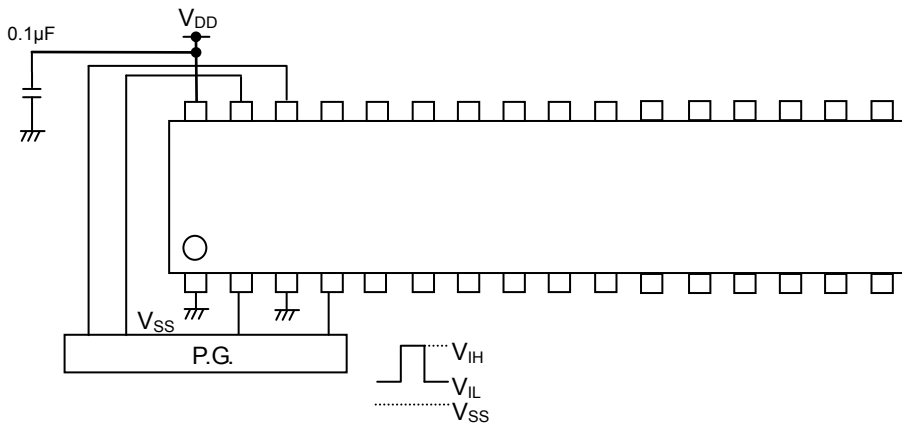 V_DD
0.1µF
V_SS
P.G.
V_IH
V_IL
V_SS